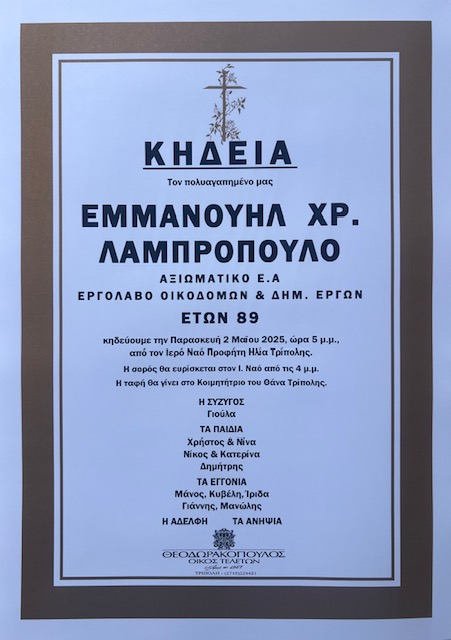 ΚΗΔΕΙΑ
Τον πολυαγαπημένο μας
ΕΜΜΑΝΟΥΗΛ ΧΡ.
ΛΑΜΠΡΟΠΟΥΛΟ
ΑΞΙΩΜΑΤΙΚΟ Ε.Α
ΕΡΓΟΛΑΒΟ ΟΙΚΟΔΟΜΩΝ & ΔΗΜ. ΕΡΓΩΝ
ΕΤΩΝ 89
κηδεύουμε την Παρασκευή 2 Μαΐου 2025, ώρα 5 μ.μ.,
από τον Ιερό Ναό Προφήτη Ηλία Τρίπολης.
Η σορός θα ευρίσκεται στον Ι. Ναό από τις 4 μ.μ.
Η ταφή θα γίνει στο Κοιμητήριο του Θάνα Τρίπολης.
Η ΣΥΖΥΓΟΣ
Γιούλα
ΤΑ ΠΑΙΔΙΑ
Χρήστος & Νίνα
Νίκος & Κατερίνα
Δημήτρης
ΤΑ ΕΓΓΟΝΙΑ
Μάνος, Κυβέλη, Ίριδα
Γιάννης, Μανώλης
Η ΑΔΕΛΦΗ ΤΑ ΑΝΗΨΙΑ
ΘΕΟΔΩΡΑΚΟΠΟΥΛΟΣ
ΟΙΚΟΣ ΤΕΛΕΤΩΝ
ΤΡΙΠΟΛΗ